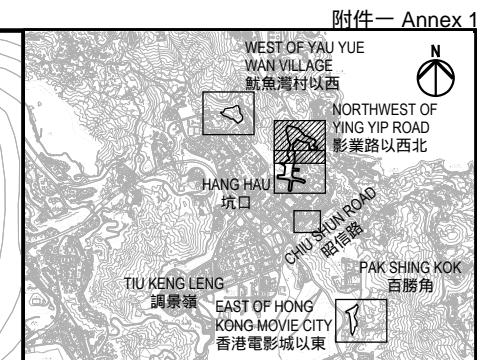 附件一 Annex 1
WEST OF YAU YUE
WAN VILLAGE
魷魚灣村以西
N
NORTHWEST OF
YING YIP ROAD
影業路以西北
HANG HAU
坑口
CHIU SHUN ROAD
昭信路
PAK SHING KOK
百勝角
TIU KENG LENG
調景嶺
EAST OF HONG
KONG MOVIE CITY
香港電影城以東